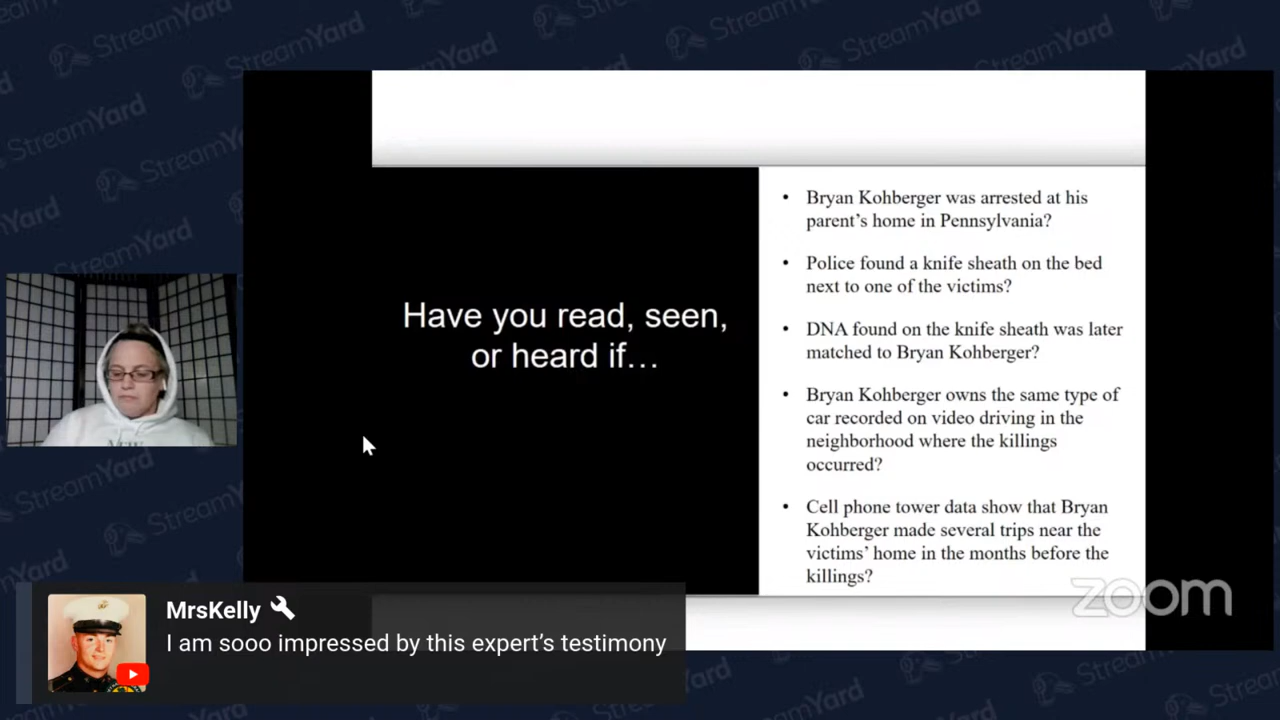 StreamYard
Have you read, seen,
or heard if…
• Bryan Kohberger was arrested at his
parent’s home in Pennsylvania?
• Police found a knife sheath on the bed
next to one of the victims?
• DNA found on the knife sheath was later
matched to Bryan Kohberger?
• Bryan Kohberger owns the same type of
car recorded on video driving in the
neighborhood where the killings
occurred?
• Cell phone tower data show that Bryan
Kohberger made several trips near the
victims’ home in the months before the
killings?
zoom
MrsKelly
I am sooo impressed by this expert’s testimony